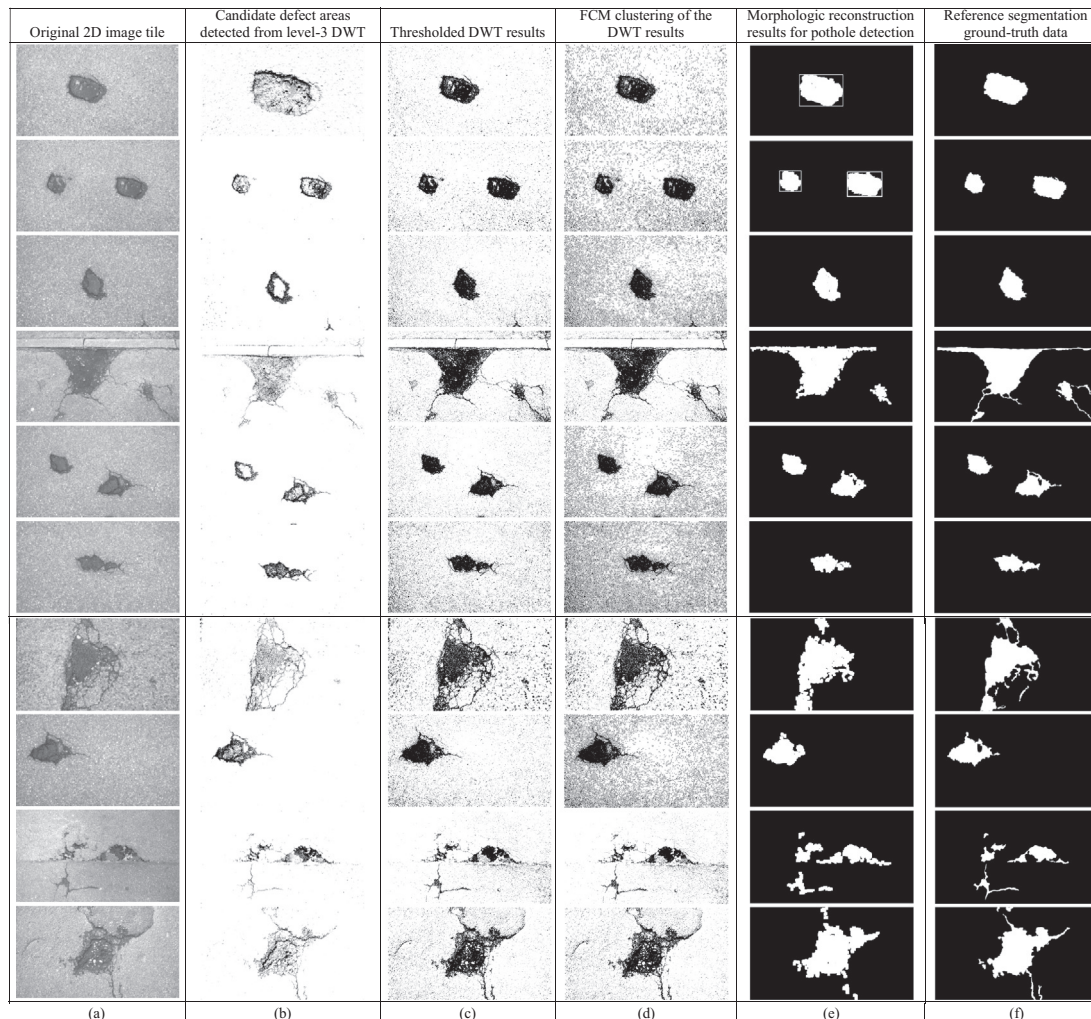 Original 2D image tile
Candidate defect areas
detected from level-3 DWT
Thresholded DWT results
FCM clustering of the
DWT results
Morphologic reconstruction
results for pothole detection
Reference segmentation
ground-truth data
(a)
(b)
(c)
(d)
(e)
(f)